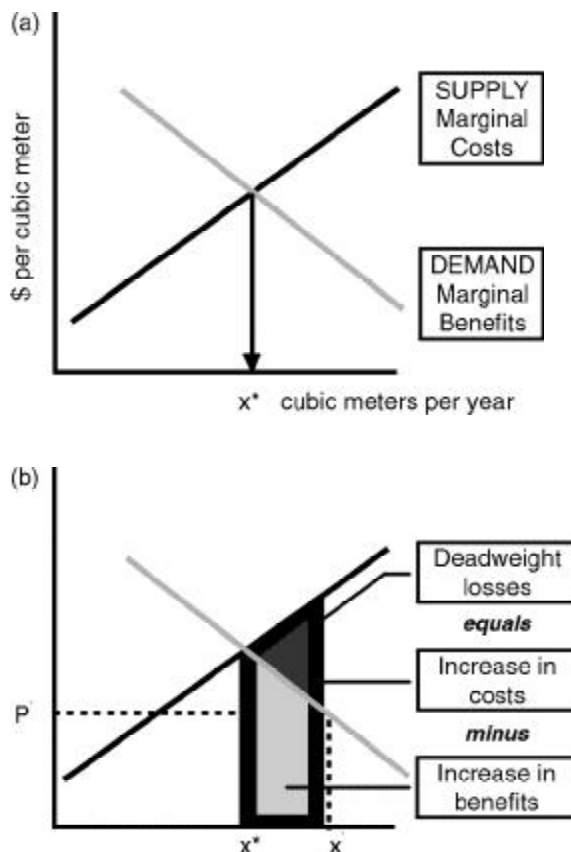 (a)
$ per cubic meter
SUPPLY
Marginal
Costs
DEMAND
Marginal
Benefits
x* cubic meters per year
(b)
Deadweight
losses
equals
Increase in
costs
minus
Increase in
benefits
P'
x*
x